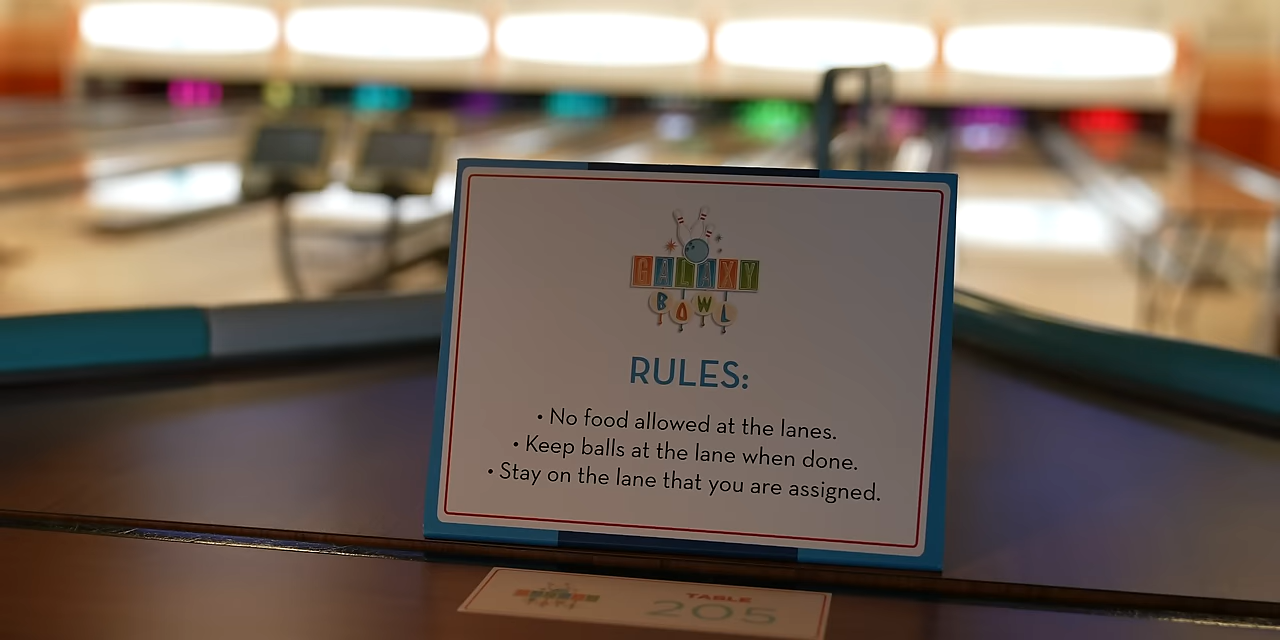 GALAXY
BOWL
RULES:
• No food allowed at the lanes.
• Keep balls at the lane when done.
• Stay on the lane that you are assigned.
TABLE
205